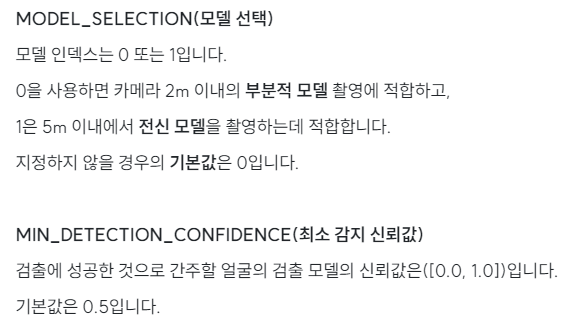 MODEL_SELECTION(모델 선택)
모델 인덱스는 0 또는 1입니다.
0을 사용하면 카메라 2m 이내의 부분적 모델 촬영에 적합하고,
1은 5m 이내에서 전신 모델을 촬영하는데 적합합니다.
지정하지 않을 경우의 기본값은 0입니다.
MIN_DETECTION_CONFIDENCE(최소 감지 신뢰값)
검출에 성공한 것으로 간주할 얼굴의 검출 모델의 신뢰값은([0.0, 1.0])입니다.
기본값은 0.5입니다.